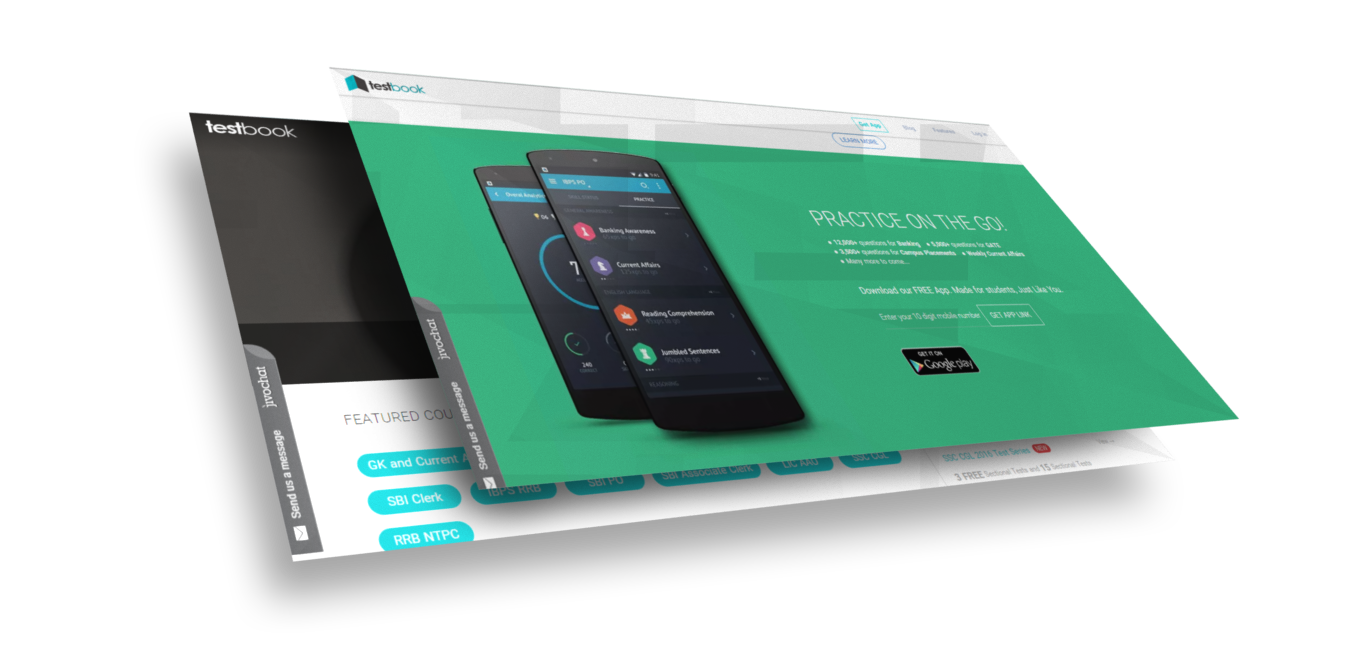 testbook
Get App Blog Features Log in
LEARN MORE
testbook
IBPS PO
PRACTICE
Banking Awareness
Current Affairs
Reading Comprehension
Jumbled Sentences
REASONING
Overall Analytics
240
PRACTICE ON THE GO!
• 12,000+ questions for Banking • 5,000+ questions for GATE
• 3,500+ questions for Campus Placements • Weekly Current Affairs
• Many more to come...
Download our FREE App. Made for students, Just Like You.
Enter your 10 digit mobile number GET APP LINK
GET IT ON
Google play
jivochat
Send us a message
jivochat
Send us a message
FEATURED COU
GK and Current A
SBI Clerk IBPS RRB SBI PO SBI Associate Clerk LIC AAO SSC CGL
RRB NTPC
SSC CGL 2016 Test Series NEW
3 FREE Sectional Tests and 15 Sectional Tests